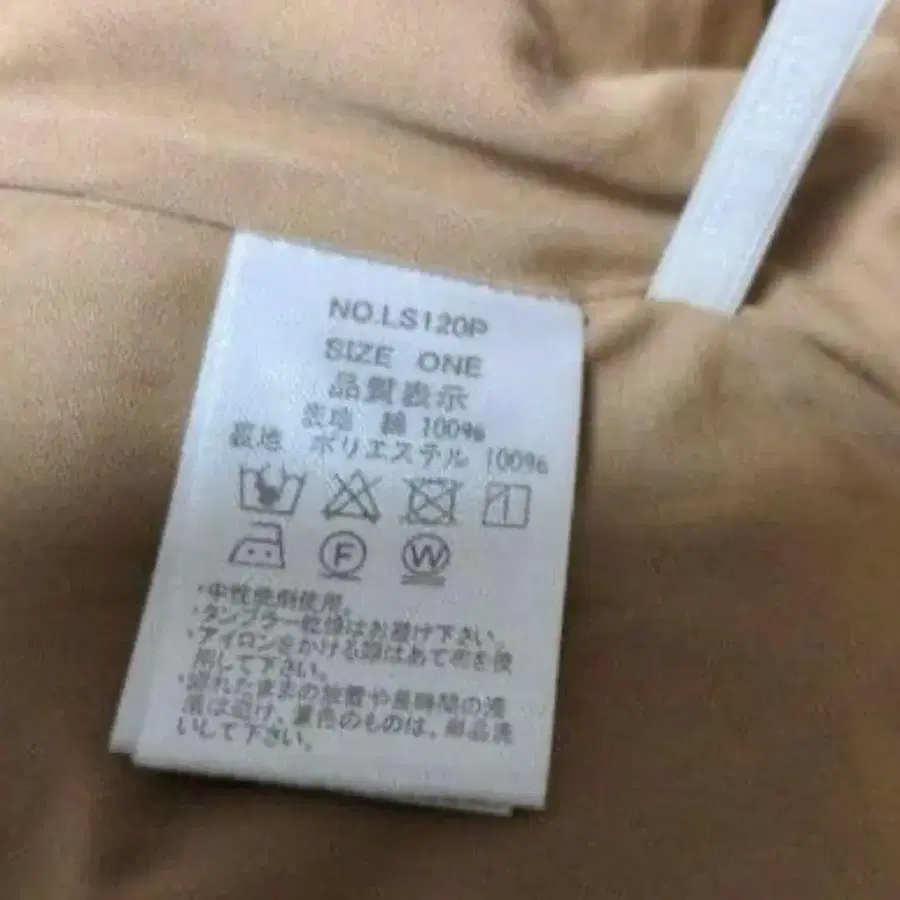 NO.LS120P
SIZE ONE
品質表示
表地 綿 100%
裏地 ポリエステル 100%
F W
・中性洗剤使用。
・タンブラー乾燥はお避け下さい。
・アイロンをかける際はあて布を使
用して下さい。
・濡れたままの放置や長時間の浸
漬は避け、濃色のものは、単品洗
いして下さい。